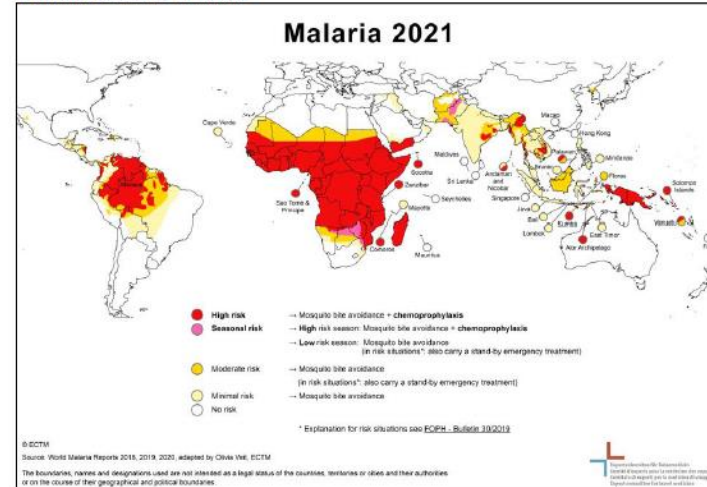 Malaria 2021
Cape Verde
Macao
Hong Kong
Maldives
Mindanao
Socotra
Sri Lanka
Andaman
and
Nicobar
Flores
Zanzibar
Singapore
Solomon
Islands
Sao Tomé &
Principe
Mayotte
Seychelles
Java
Bali
Sumba
Vanuatu
Lombok
East Timor
Comoros
Mauritius
Alor Archipelago
High risk → Mosquito bite avoidance + chemoprophylaxis
Seasonal risk → High risk season: Mosquito bite avoidance + chemoprophylaxis
→ Low risk season: Mosquito bite avoidance
(in risk situations*: also carry a stand-by emergency treatment)
Moderate risk → Mosquito bite avoidance
(in risk situations*: also carry a stand-by emergency treatment)
Minimal risk → Mosquito bite avoidance
No risk
* Explanation for risk situations see FOPH - Bulletin 30/2019
© ECTM
Source: World Malaria Reports 2018, 2019, 2020, adapted by Olivia Veit, ECTM
The boundaries, names and designations used are not intended as a legal status of the countries, territories or cities and their authorities
or on the course of their geographical and political boundaries.